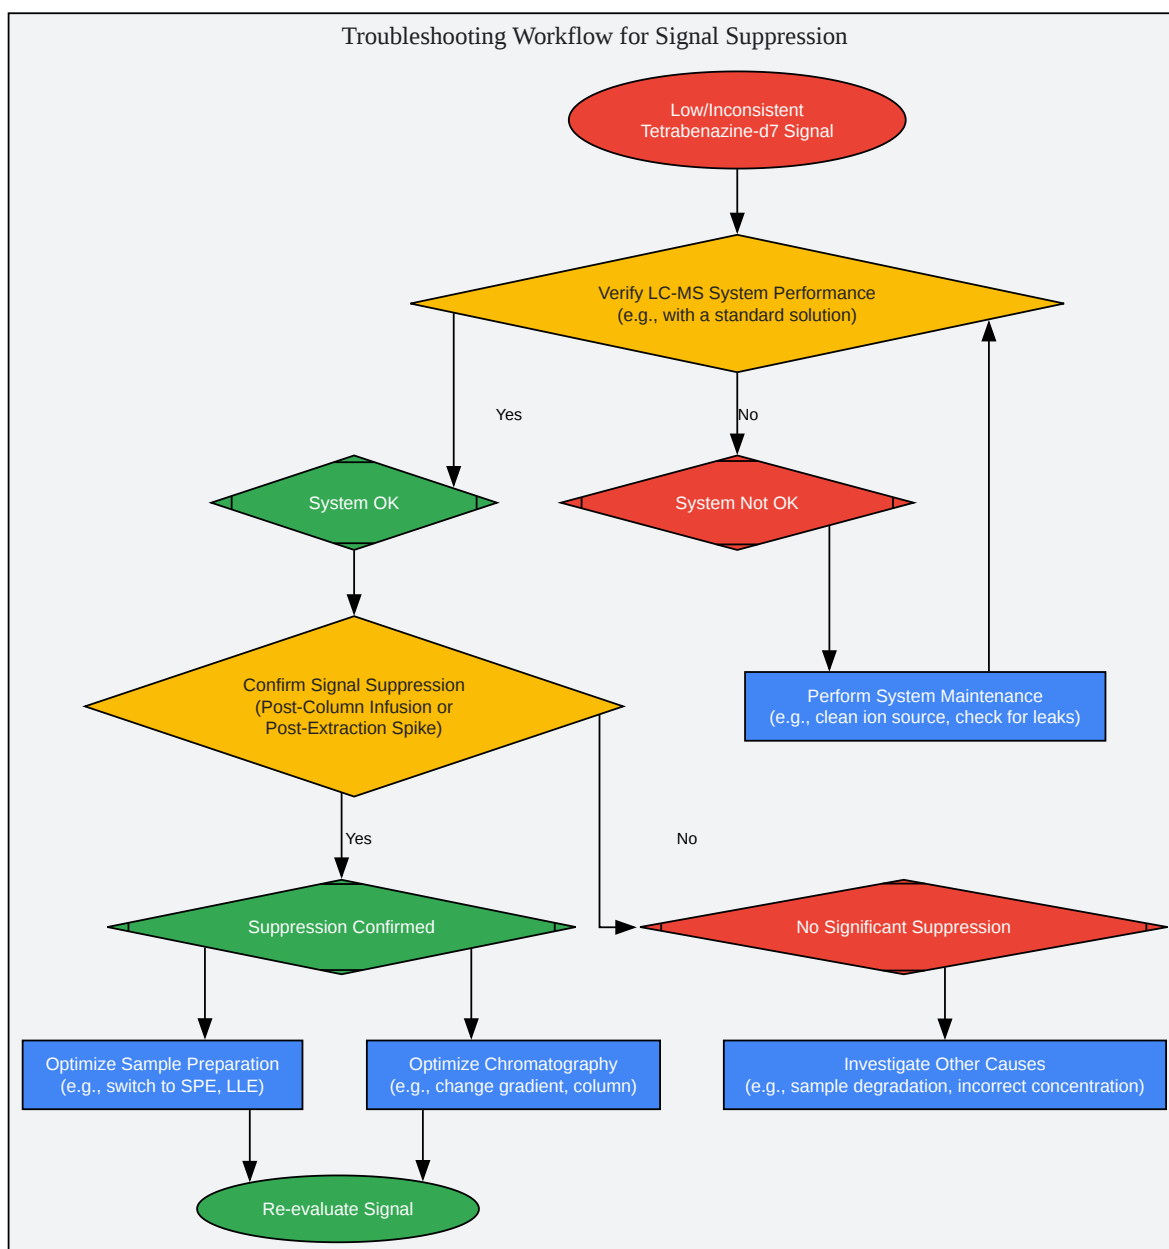 Troubleshooting Workflow for Signal Suppression
Low/Inconsistent
Tetrabenazine-d7 Signal
Verify LC-MS System Performance
(e.g., with a standard solution)
Yes
No
System OK
System Not OK
Confirm Signal Suppression
(Post-Column Infusion or
Post-Extraction Spike)
Perform System Maintenance
(e.g., clean ion source, check for leaks)
Yes
No
Suppression Confirmed
No Significant Suppression
Optimize Sample Preparation
(e.g., switch to SPE, LLE)
Optimize Chromatography
(e.g., change gradient, column)
Investigate Other Causes
(e.g., sample degradation, incorrect concentration)
Re-evaluate Signal